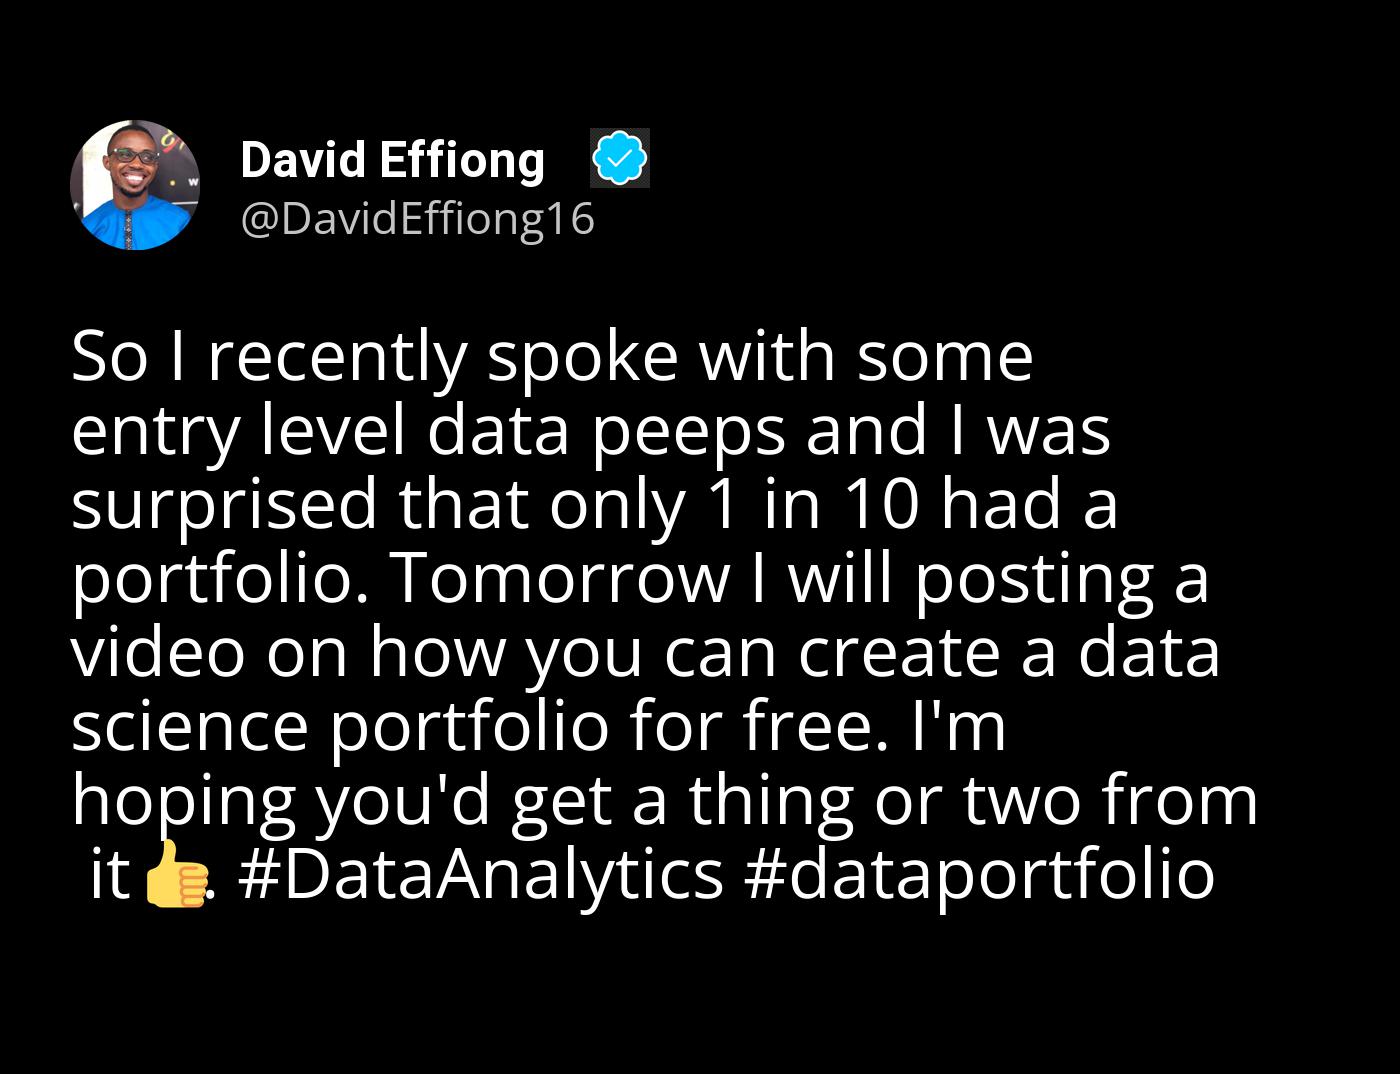 David Effiong
@DavidEffiong16
So I recently spoke with some
entry level data peeps and I was
surprised that only 1 in 10 had a
portfolio. Tomorrow I will posting a
video on how you can create a data
science portfolio for free. I'm
hoping you'd get a thing or two from
it👍. #DataAnalytics #dataportfolio